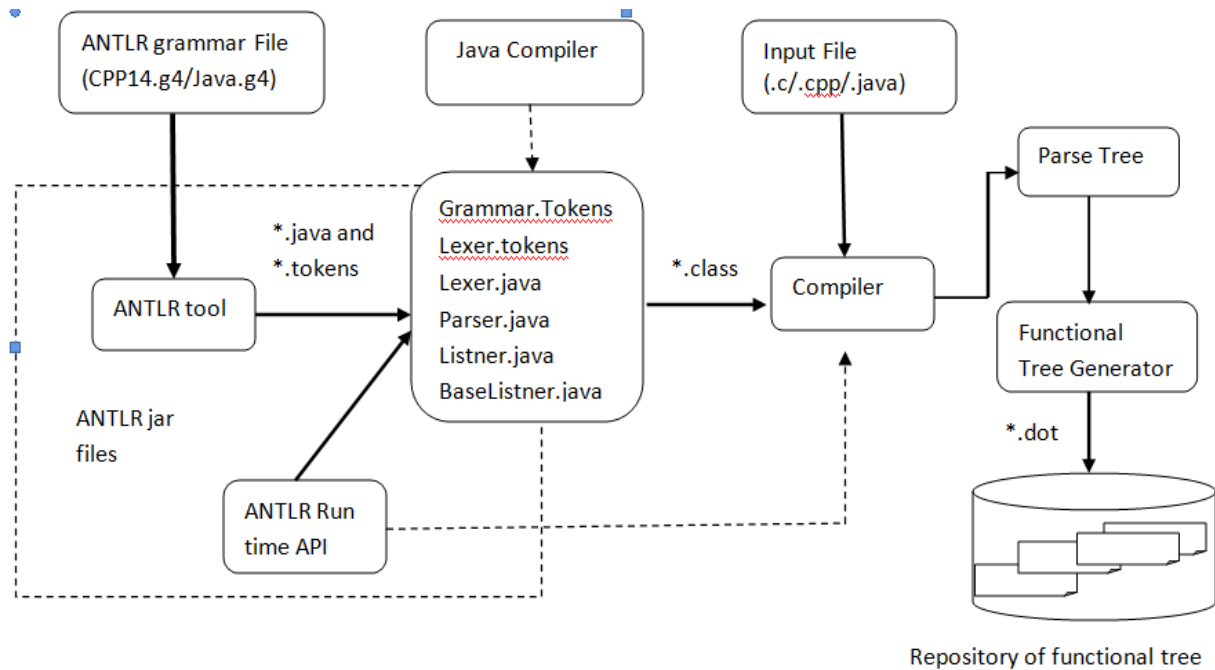 ANTLR grammar File
(CPP14.g4/Java.g4)
Java Compiler
Input File
(.c/.cpp/.java)
Parse Tree
*.java and
*.tokens
ANTLR tool
Grammar.Tokens
Lexer.tokens
Lexer.java
Parser.java
Listner.java
BaseListner.java
*.class
Compiler
Functional
Tree Generator
ANTLR jar
files
*.dot
ANTLR Run
time API
Repository of functional tree